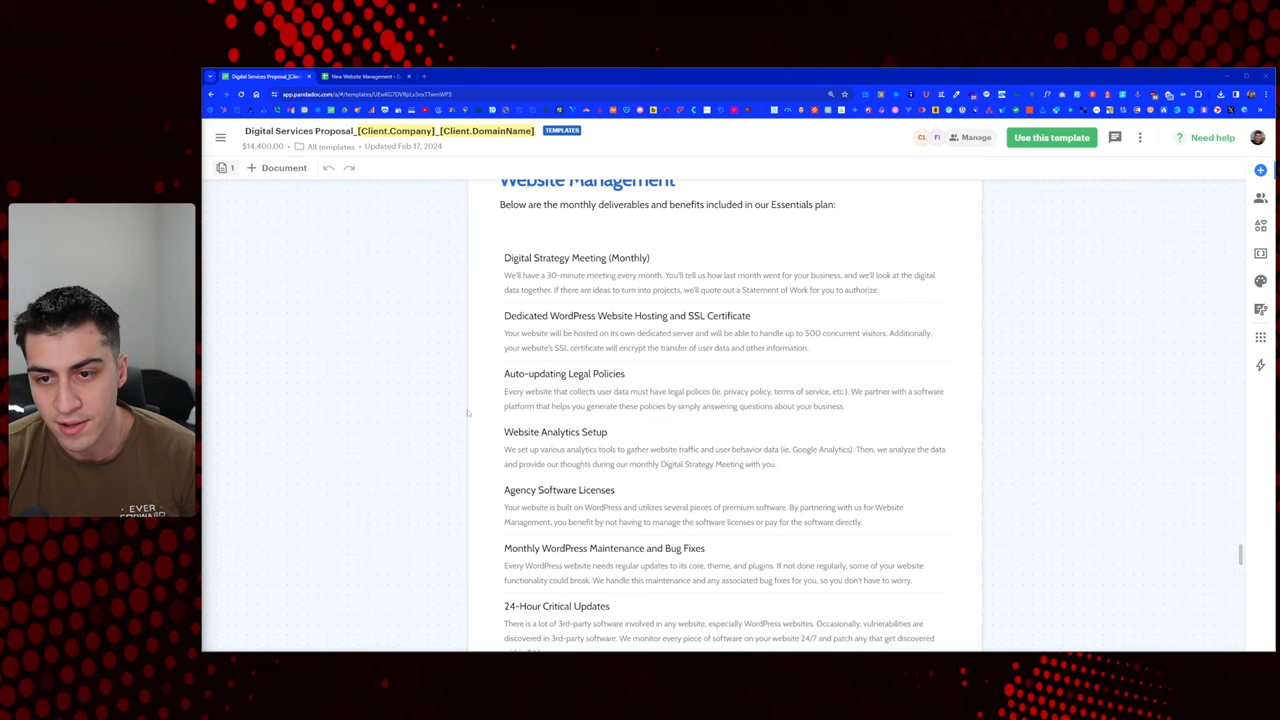 Digital Services Proposal_[Clien
New Website Management - G
app.pandadoc.com/a/#/templates/
Digital Services Proposal_[Client.Company]_[Client.DomainName]
TEMPLATES
$14,400.00
All templates
Updated Feb 17, 2024
CL
FI
Manage
Use this template
Need help
1
Document
Website Management
Below are the monthly deliverables and benefits included in our Essentials plan:
Digital Strategy Meeting (Monthly)
We'll have a 30-minute meeting every month. You'll tell us how last month went for your business, and we'll look at the digital
data together. If there are ideas to turn into projects, we'll quote out a Statement of Work for you to authorize.
Dedicated WordPress Website Hosting and SSL Certificate
Your website will be hosted on its own dedicated server and will be able to handle up to 500 concurrent visitors. Additionally,
your website's SSL certificate will encrypt the transfer of user data and other information.
Auto-updating Legal Policies
Every website that collects user data must have legal polices (ie. privacy policy, terms of service, etc.). We partner with a software
platform that helps you generate these policies by simply answering questions about your business.
Website Analytics Setup
We set up various analytics tools to gather website traffic and user behavior data (ie. Google Analytics). Then, we analyze the data
and provide our thoughts during our monthly Digital Strategy Meeting with you.
Agency Software Licenses
Your website is built on WordPress and utilizes several pieces of premium software. By partnering with us for Website
Management, you benefit by not having to manage the software licenses or pay for the software directly.
Monthly WordPress Maintenance and Bug Fixes
Every WordPress website needs regular updates to its core, theme, and plugins. If not done regularly, some of your website
functionality could break. We handle this maintenance and any associated bug fixes for you, so you don't have to worry.
24-Hour Critical Updates
There is a lot of 3rd-party software involved in any website, especially WordPress websites. Occasionally, vulnerabilities are
discovered in 3rd-party software. We monitor every piece of software on your website 24/7 and patch any that get discovered
EVER